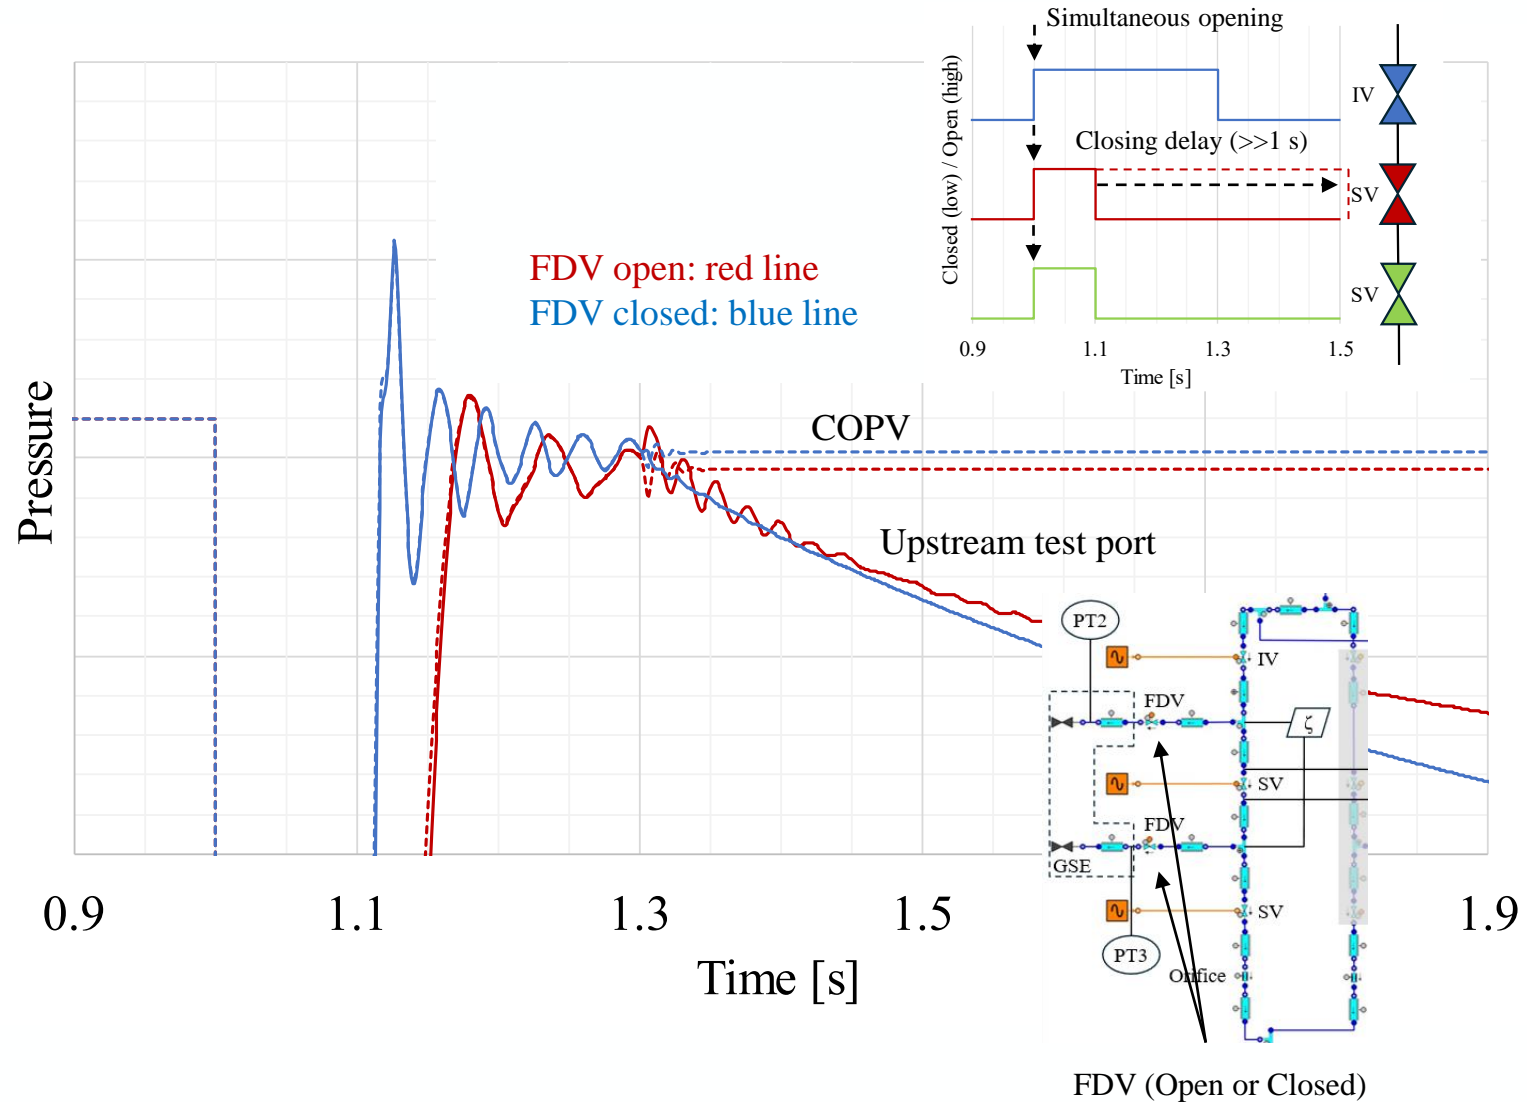 Simultaneous opening
Closed (low) / Open (high)
IV
Closing delay (>>1 s)
SV
SV
0.9
1.1
1.3
1.5
Time [s]
FDV open: red line
FDV closed: blue line
Pressure
COPV
Upstream test port
PT2
IV
FDV
ζ
SV
FDV
GSE
SV
PT3
Orifice
0.9
1.1
1.3
1.5
1.9
Time [s]
FDV (Open or Closed)